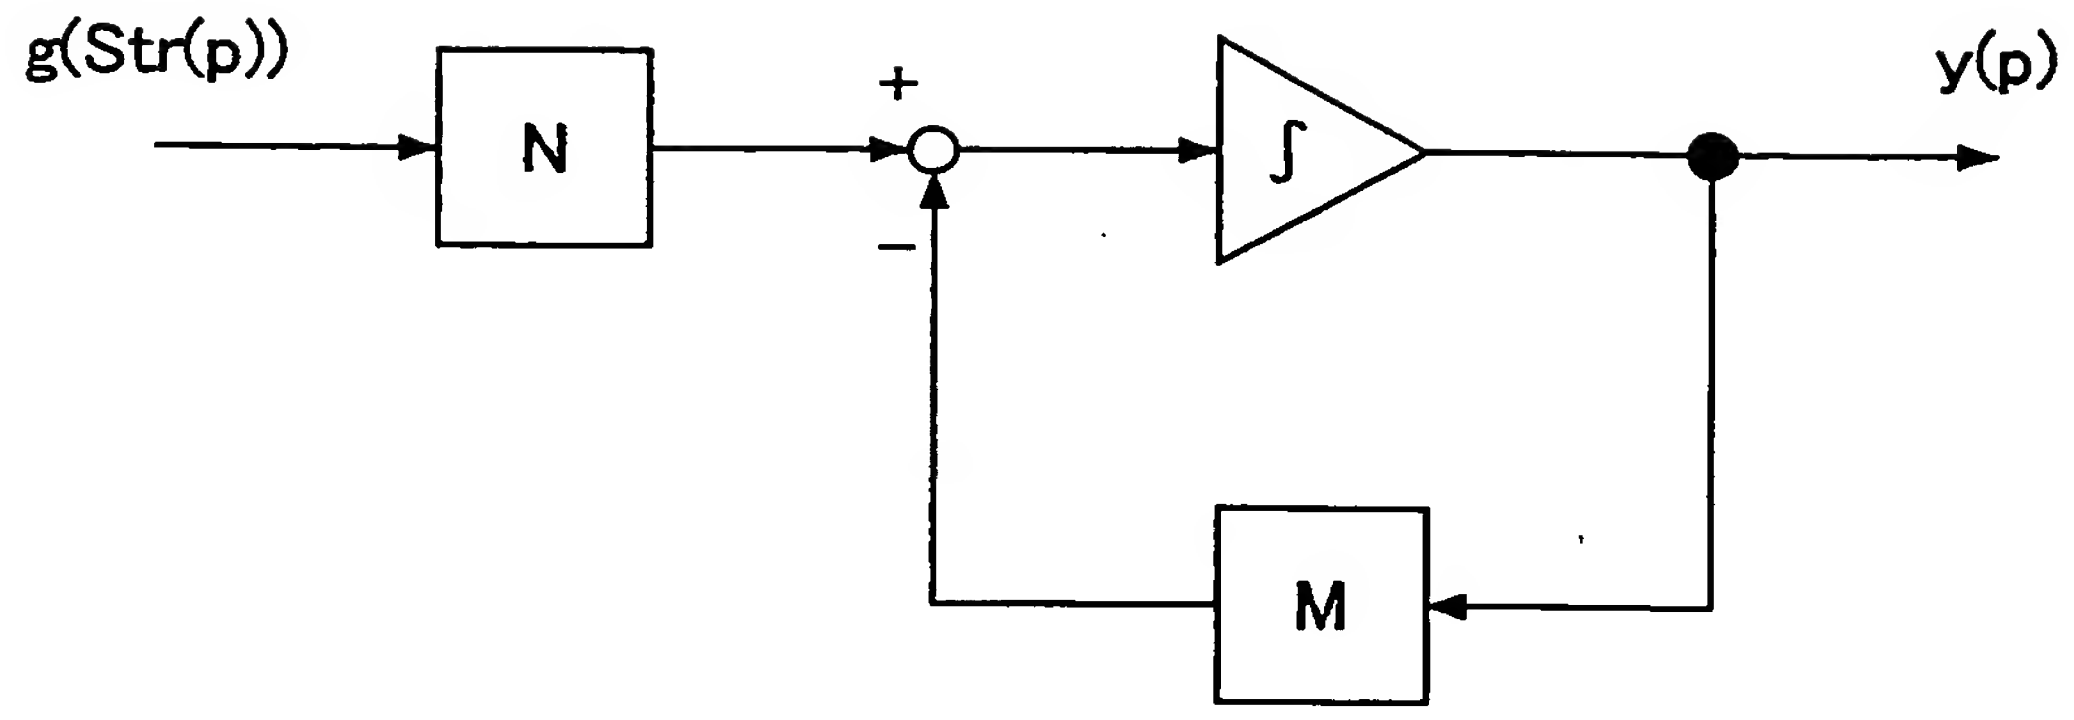 g(Str(p))
N
+
−
∫
y(p)
M